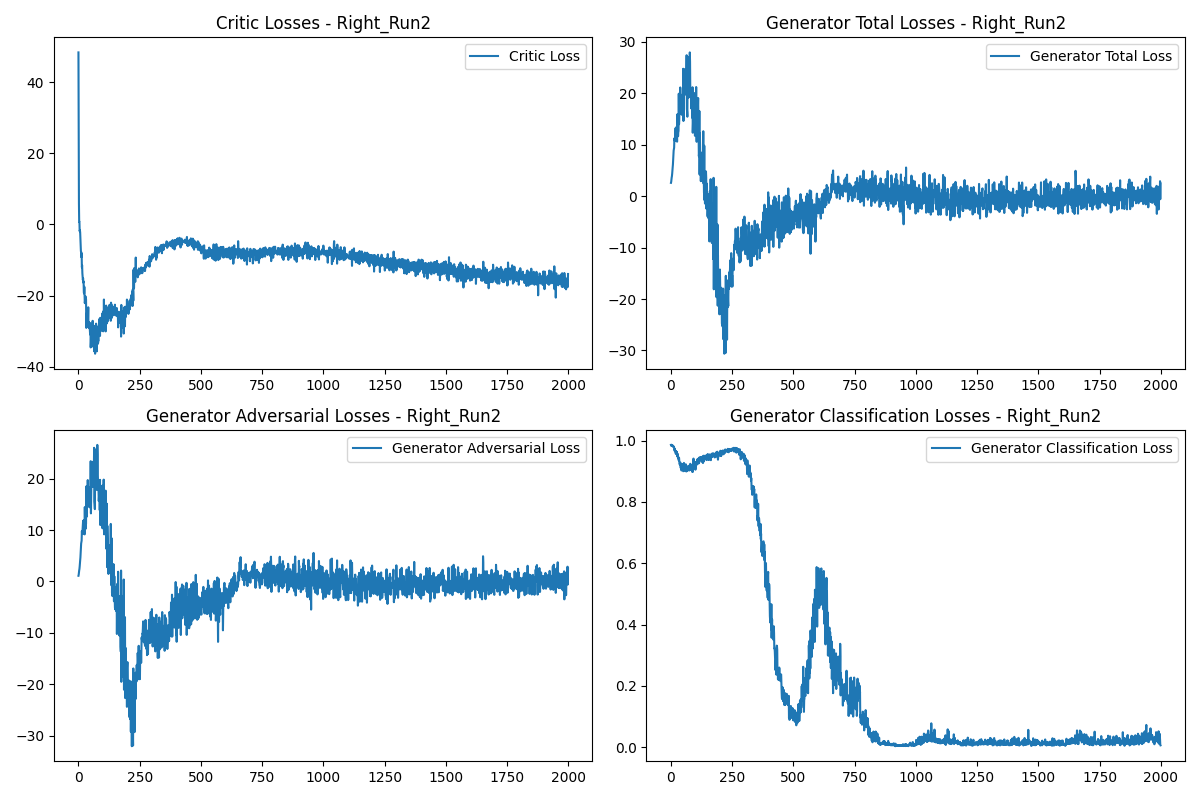 Critic Losses - Right_Run2
Critic Loss
40
20
0
−20
−40
0 250 500 750 1000 1250 1500 1750 2000
Generator Total Losses - Right_Run2
Generator Total Loss
30
20
10
0
−10
−20
−30
0 250 500 750 1000 1250 1500 1750 2000
Generator Adversarial Losses - Right_Run2
Generator Adversarial Loss
20
10
0
−10
−20
−30
0 250 500 750 1000 1250 1500 1750 2000
Generator Classification Losses - Right_Run2
Generator Classification Loss
1.0
0.8
0.6
0.4
0.2
0.0
0 250 500 750 1000 1250 1500 1750 2000